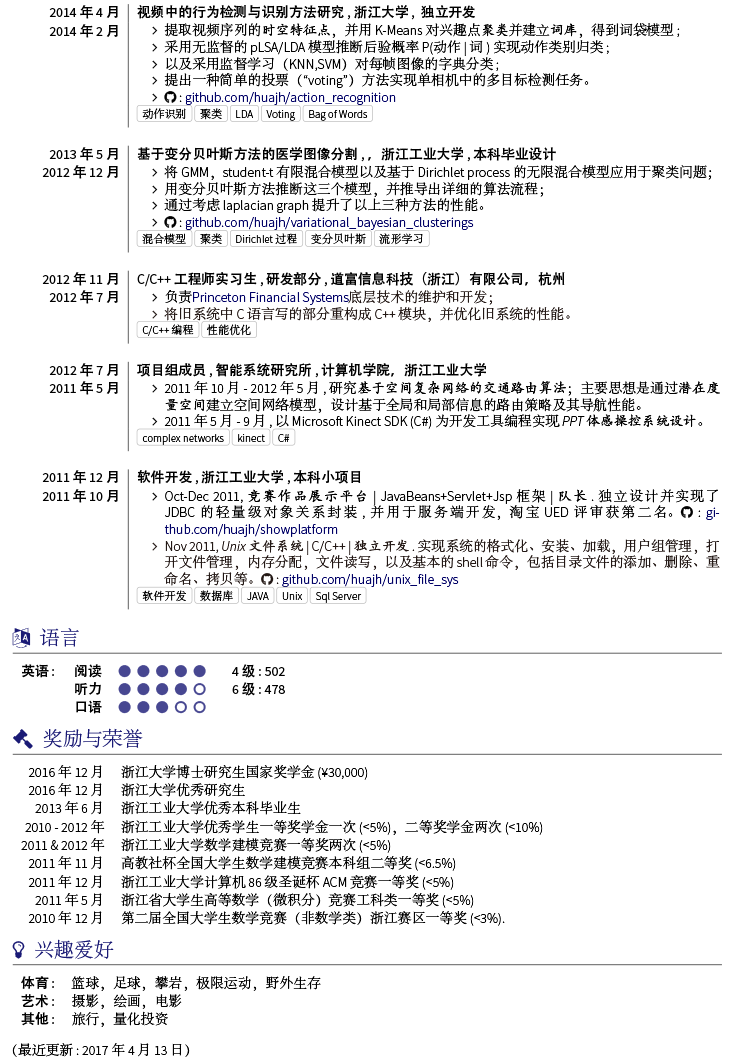 2014 年 4 月 视频中的行为检测与识别方法研究 , 浙江大学，独立开发
2014 年 2 月 > 提取视频序列的时空特征点，并用 K-Means 对兴趣点聚类并建立词库，得到词袋模型；
> 采用无监督的 pLSA/LDA 模型推断后验概率 P(动作 | 词 ) 实现动作类别归类；
> 以及采用监督学习（KNN,SVM）对每帧图像的字典分类；
> 提出一种简单的投票（“voting”）方法实现单相机中的多目标检测任务。
> : github.com/huajh/action_recognition
动作识别 聚类 LDA Voting Bag of Words
2013 年 5 月 基于变分贝叶斯方法的医学图像分割 , ，浙江工业大学 , 本科毕业设计
2012 年 12 月 > 将 GMM，student-t 有限混合模型以及基于 Dirichlet process 的无限混合模型应用于聚类问题；
> 用变分贝叶斯方法推断这三个模型，并推导出详细的算法流程；
> 通过考虑 laplacian graph 提升了以上三种方法的性能。
> : github.com/huajh/variational_bayesian_clusterings
混合模型 聚类 Dirichlet 过程 变分贝叶斯 流形学习
2012 年 11 月 C/C++ 工程师实习生 , 研发部分 , 道富信息科技（浙江）有限公司，杭州
2012 年 7 月 > 负责Princeton Financial Systems底层技术的维护和开发；
> 将旧系统中 C 语言写的部分重构成 C++ 模块，并优化旧系统的性能。
C/C++ 编程 性能优化
2012 年 7 月 项目组成员 , 智能系统研究所 , 计算机学院，浙江工业大学
2011 年 5 月 > 2011 年 10 月 - 2012 年 5 月 , 研究基于空间复杂网络的交通路由算法；主要思想是通过潜在度
量空间建立空间网络模型，设计基于全局和局部信息的路由策略及其导航性能。
> 2011 年 5 月 - 9 月 , 以 Microsoft Kinect SDK (C#) 为开发工具编程实现 PPT 体感操控系统设计。
complex networks kinect C#
2011 年 12 月 软件开发 , 浙江工业大学 , 本科小项目
2011 年 10 月 > Oct-Dec 2011, 竞赛作品展示平台 | JavaBeans+Servlet+Jsp 框架 | 队长 . 独立设计并实现了
JDBC 的轻量级对象关系封装 , 并用于服务端开发，淘宝 UED 评审获第二名。 : gi-
thub.com/huajh/showplatform
> Nov 2011, Unix 文件系统 | C/C++ | 独立开发 . 实现系统的格式化、安装、加载，用户组管理，打
开文件管理，内存分配，文件读写，以及基本的 shell 命令，包括目录文件的添加、删除、重
命名、拷贝等。 : github.com/huajh/unix_file_sys
软件开发 数据库 JAVA Unix Sql Server
语言
英语： 阅读 4 级 : 502
听力 6 级 : 478
口语
奖励与荣誉
2016 年 12 月 浙江大学博士研究生国家奖学金 (¥30,000)
2016 年 12 月 浙江大学优秀研究生
2013 年 6 月 浙江工业大学优秀本科毕业生
2010 - 2012 年 浙江工业大学优秀学生一等奖学金一次 (<5%)，二等奖学金两次 (<10%)
2011 & 2012 年 浙江工业大学数学建模竞赛一等奖两次 (<5%)
2011 年 11 月 高教社杯全国大学生数学建模竞赛本科组二等奖 (<6.5%)
2011 年 12 月 浙江工业大学计算机 86 级圣诞杯 ACM 竞赛一等奖 (<5%)
2011 年 5 月 浙江省大学生高等数学（微积分）竞赛工科类一等奖 (<5%)
2010 年 12 月 第二届全国大学生数学竞赛（非数学类）浙江赛区一等奖 (<3%).
兴趣爱好
体育： 篮球，足球，攀岩，极限运动，野外生存
艺术： 摄影，绘画，电影
其他： 旅行，量化投资
（最近更新 : 2017 年 4 月 13 日）